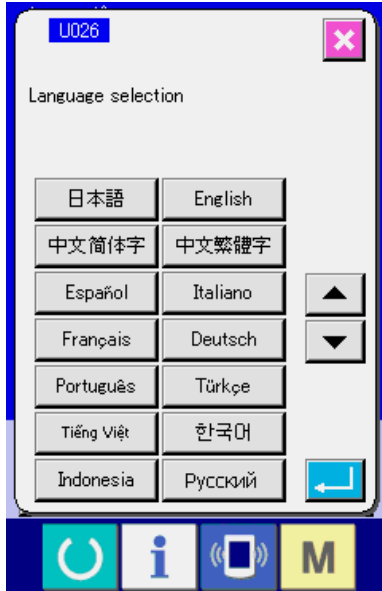 U026
Language selection
日本語 English
中文简体字 中文繁體字
Español Italiano
Français Deutsch
Português Türkçe
Tiếng Việt 한국어
Indonesia Русский
i M